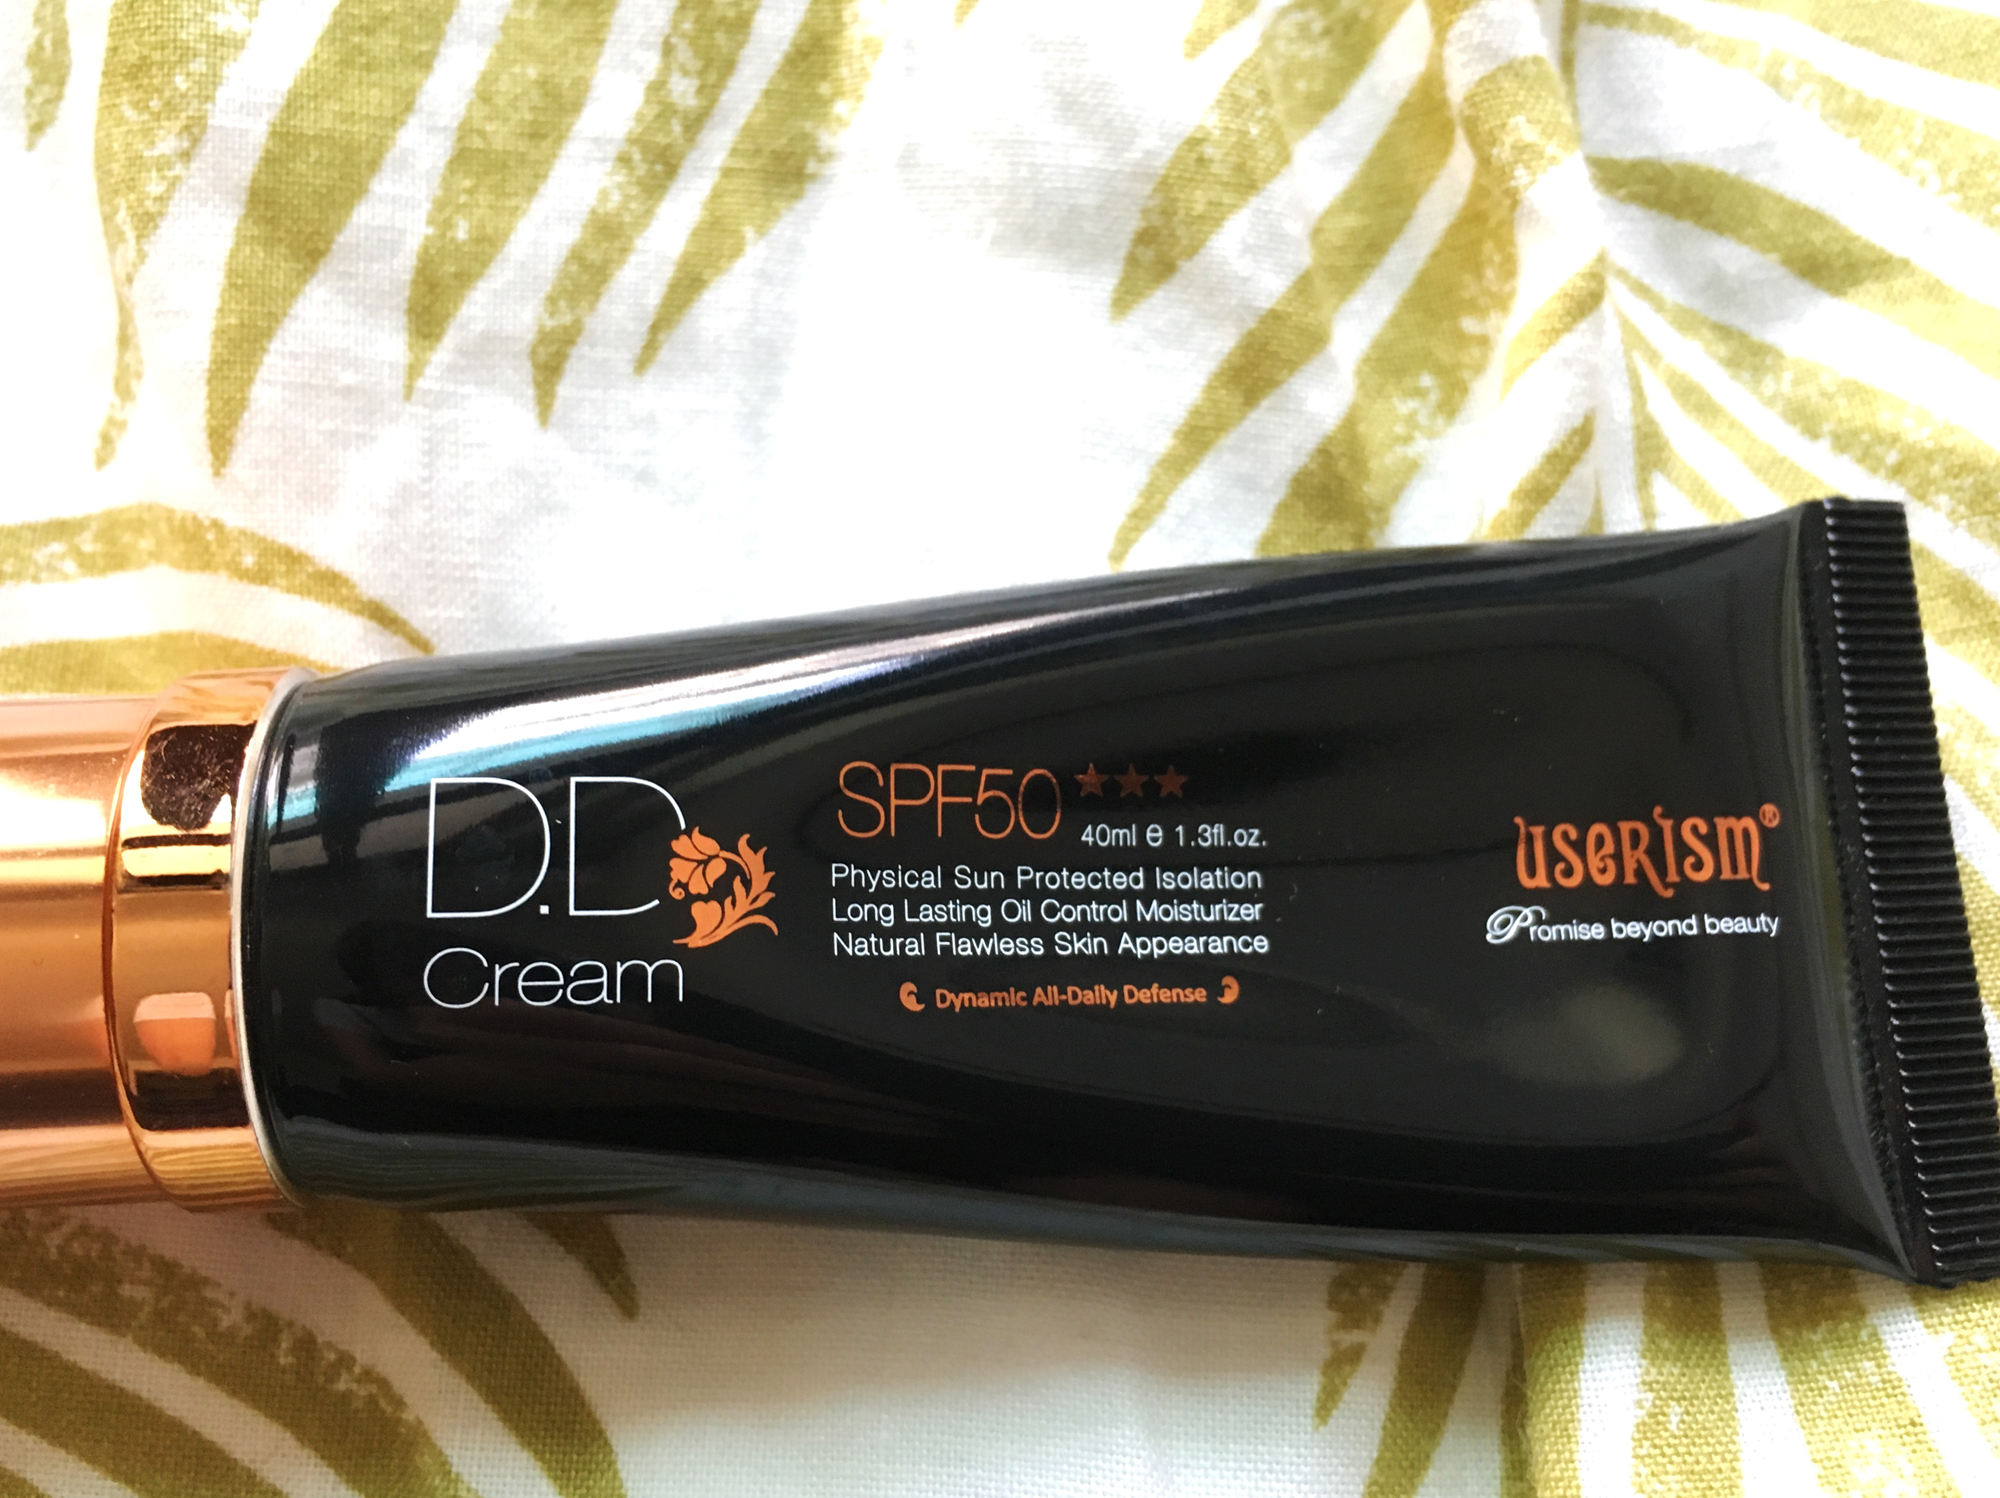 D.D
Cream
SPF50 ★★★
40ml ℮ 1.3fl.oz.
Physical Sun Protected Isolation
Long Lasting Oil Control Moisturizer
Natural Flawless Skin Appearance
Dynamic All-Daily Defense
userism®
Promise beyond beauty